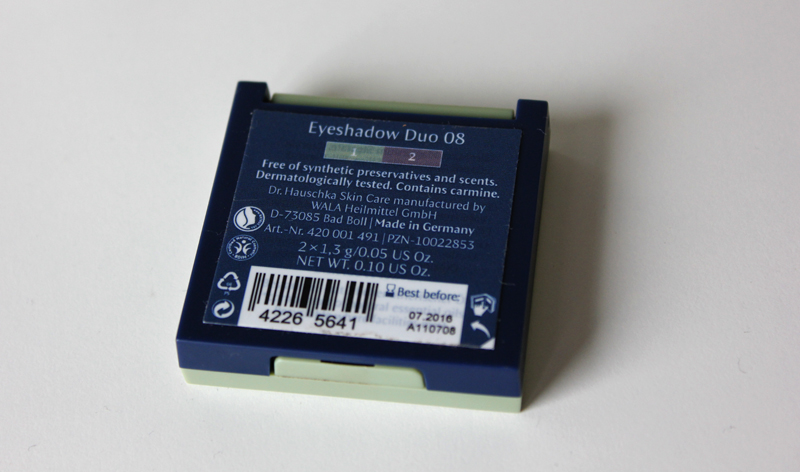 Eyeshadow Duo 08
2
Free of synthetic preservatives and scents.
Dermatologically tested. Contains carmine.
Dr. Hauschka Skin Care manufactured by
WALA Heilmittel GmbH
D-73085 Bad Boll | Made in Germany
Art.-Nr. 420 001 491 | PZN-10022853
2 × 1,3 g/0.05 US Oz.
NET WT. 0.10 US Oz.
Best before:
07.2016
A110708
4226 5641